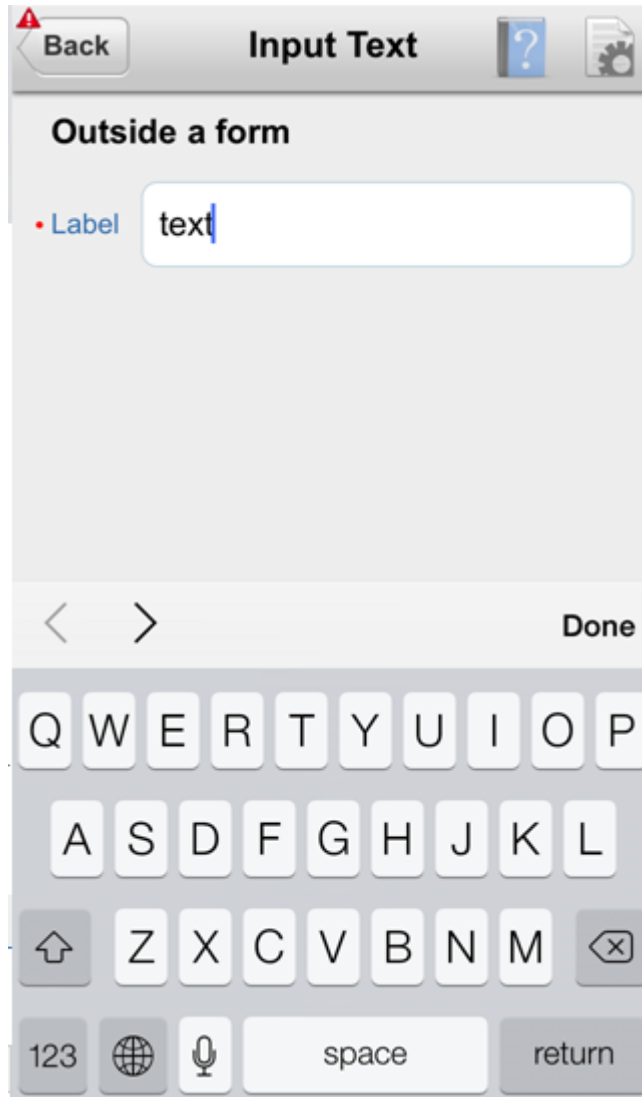 Back Input Text ?
Outside a form
• Label text
Done
Q W E R T Y U I O P
A S D F G H J K L
Z X C V B N M
123 space return